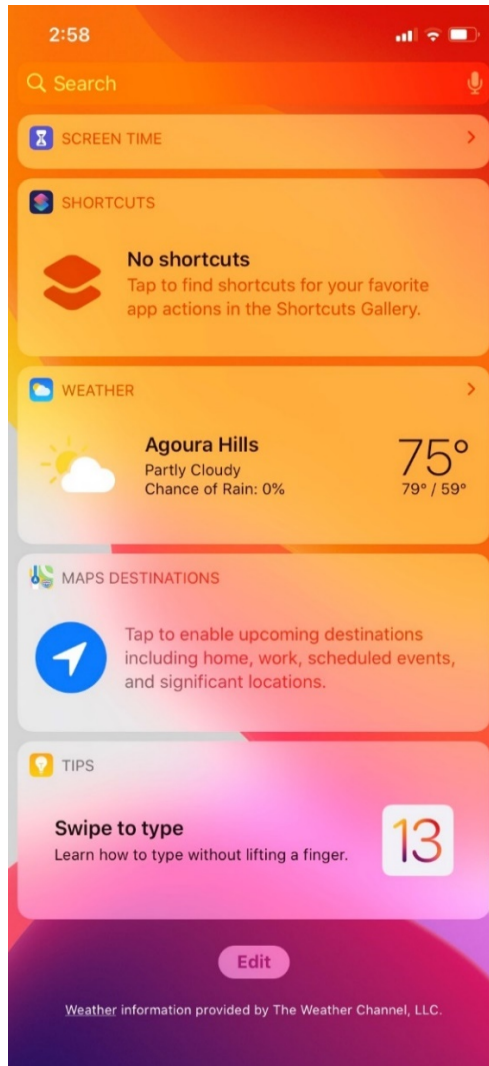 2:58
Search
SCREEN TIME
SHORTCUTS
No shortcuts
Tap to find shortcuts for your favorite
app actions in the Shortcuts Gallery.
WEATHER
Agoura Hills
75°
Partly Cloudy
Chance of Rain: 0%
79° / 59°
MAPS DESTINATIONS
Tap to enable upcoming destinations
including home, work, scheduled events,
and significant locations.
TIPS
Swipe to type
Learn how to type without lifting a finger.
13
Edit
Weather information provided by The Weather Channel, LLC.